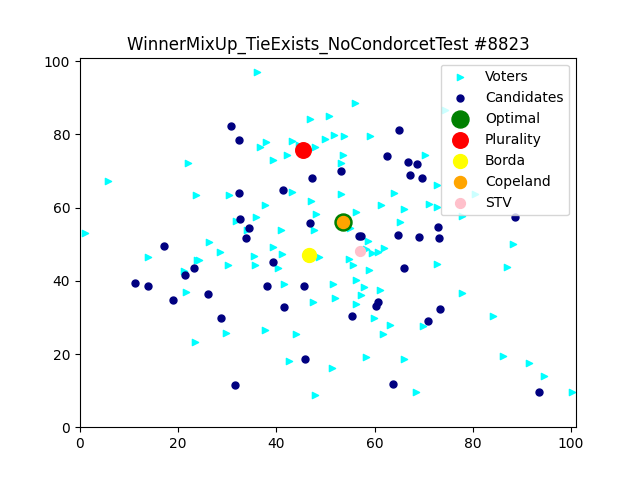 WinnerMixUp_TieExists_NoCondorcetTest #8823
100
80
60
40
20
0
0 20 40 60 80 100
Voters
Candidates
Optimal
Plurality
Borda
Copeland
STV